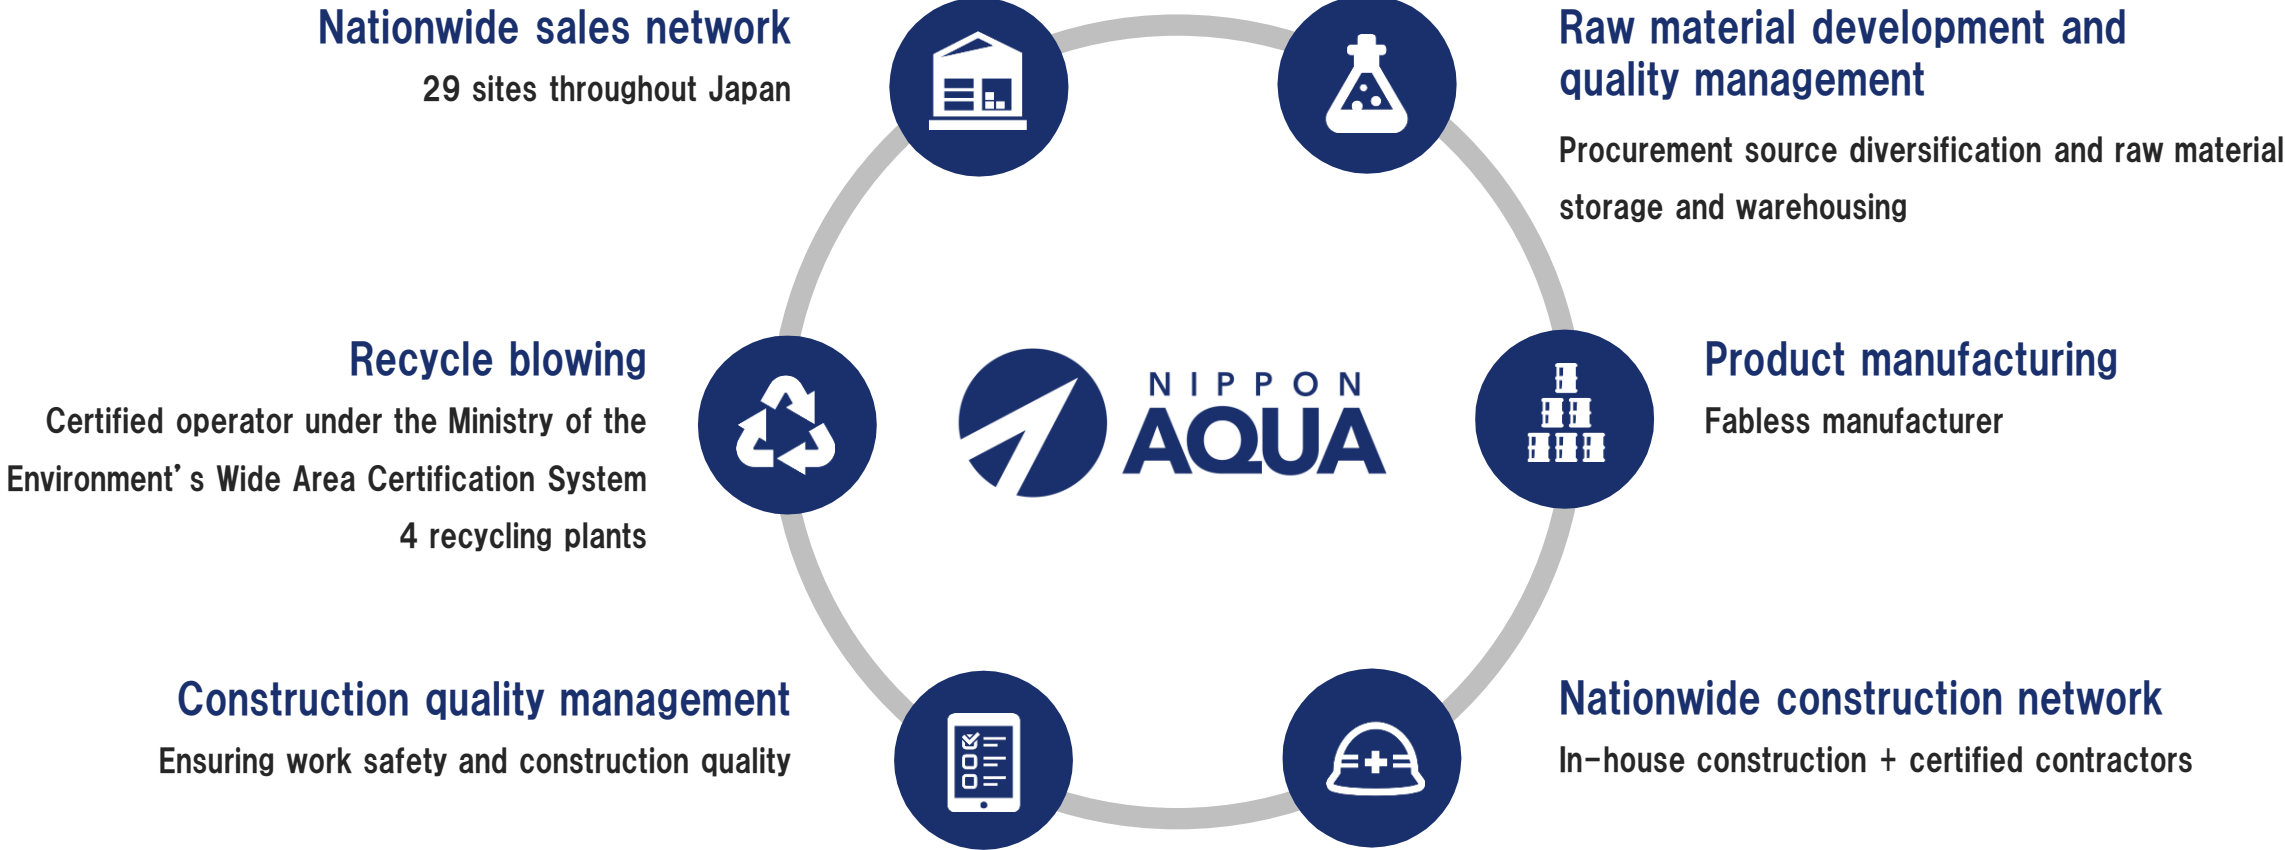 Nationwide sales network
29 sites throughout Japan
Raw material development and
quality management
Procurement source diversification and raw material
storage and warehousing
Recycle blowing
Certified operator under the Ministry of the
Environment’s Wide Area Certification System
4 recycling plants
NIPPON
AQUA
Product manufacturing
Fabless manufacturer
Construction quality management
Ensuring work safety and construction quality
Nationwide construction network
In-house construction + certified contractors